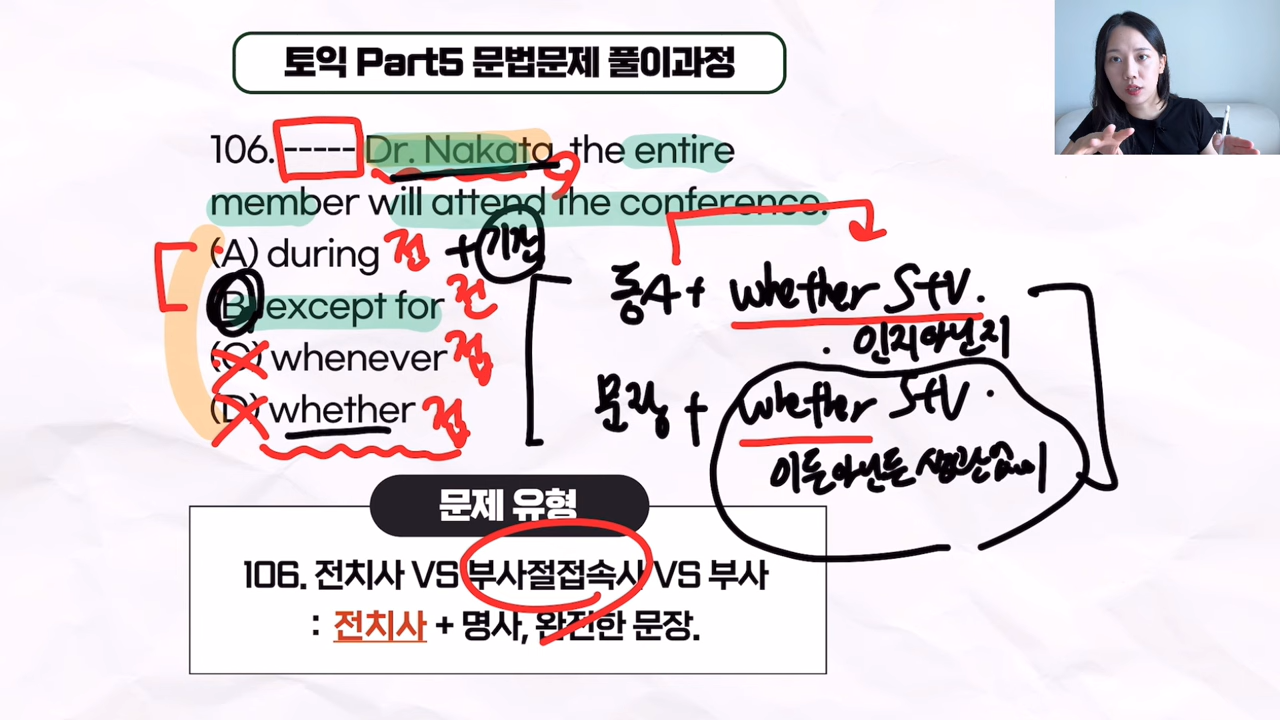 토익 Part5 문법문제 풀이과정
106. ----- Dr. Nakata, the entire
member will attend the conference.
(A) during 전 + 기간
(B) except for 전
(C) whenever 접
(D) whether 접
동사 + whether S+V.
인지 아닌지
문장 + whether S+V.
이든 아닌든 상관없이
문제 유형
106. 전치사 VS 부사절접속사 VS 부사
: 전치사 + 명사, 완전한 문장.